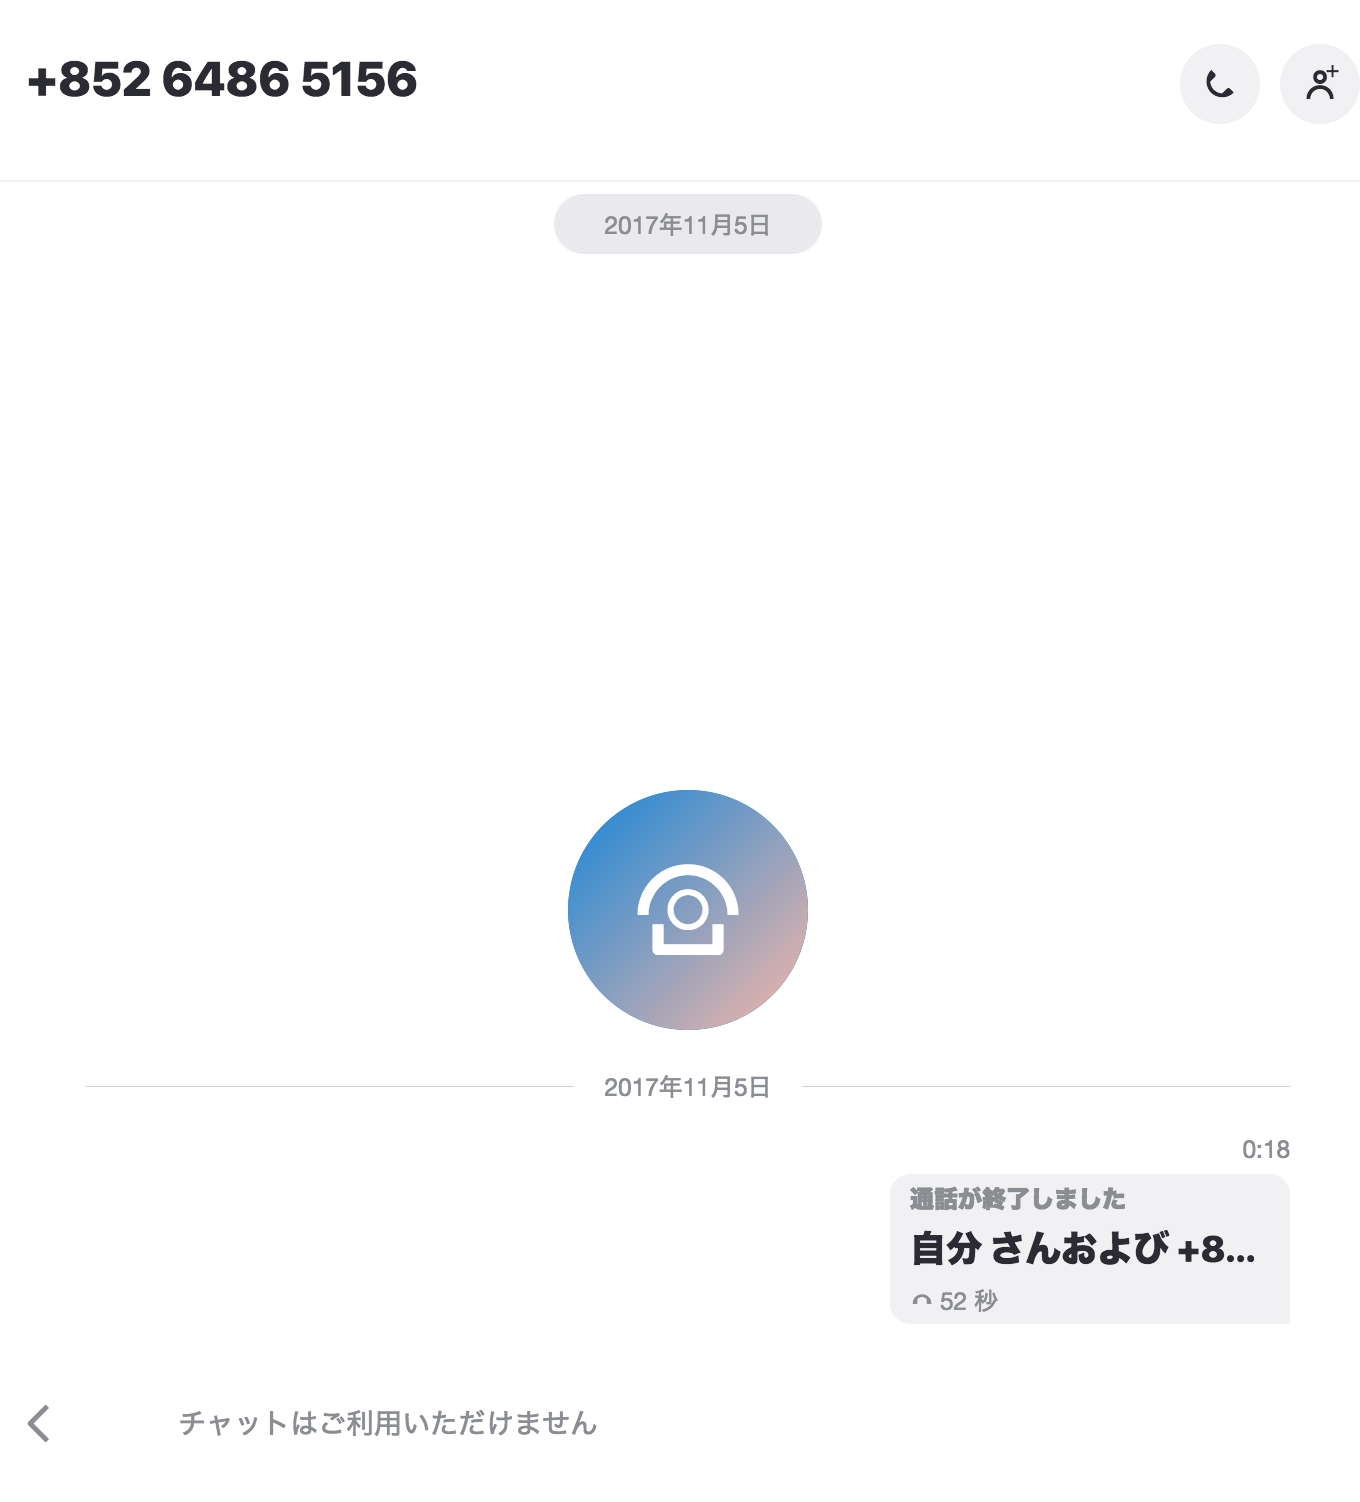 +852 6486 5156
2017年11月5日
2017年11月5日
0:18
通話が終了しました
自分 さんおよび +8...
52 秒
チャットはご利用いただけません